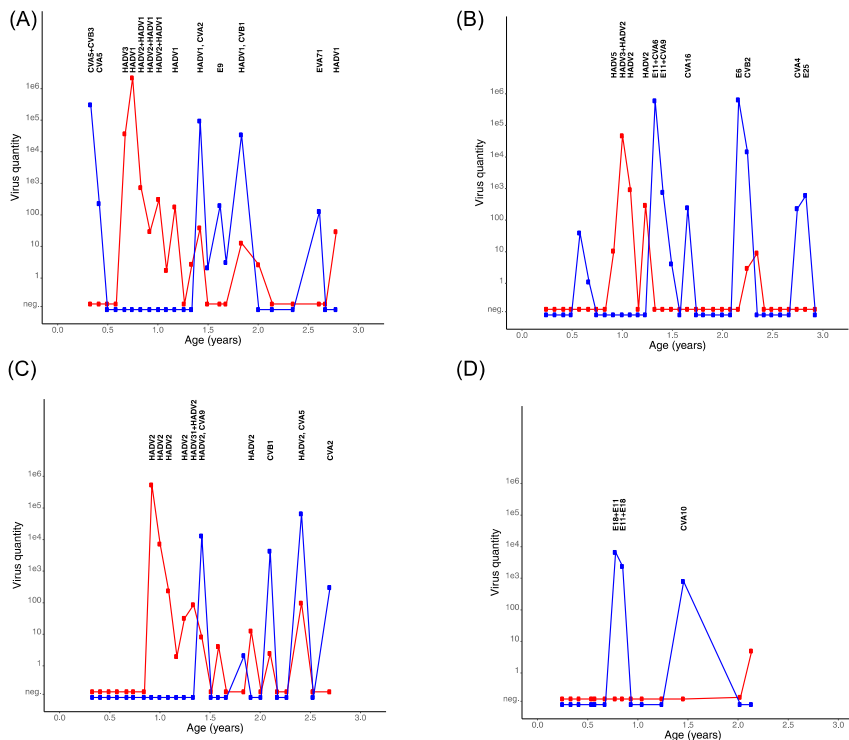 (A)
CVA5+CVB3
CVA5
HADV3
HADV1
HADV2+HADV1
HADV2+HADV1
HADV2+HADV1
HADV1
HADV1, CVA2
E9
HADV1, CVB1
EVA71
HADV1
Virus quantity
1e6
1e5
1e4
1e3
100
10
1
neg.
0.0 0.5 1.0 1.5 2.0 2.5 3.0
Age (years)
(B)
HADV5
HADV3+HADV2
HADV2
HADV2
E11+CVA6
E11+CVA9
CVA16
E6
CVB2
CVA4
E25
Virus quantity
1e6
1e5
1e4
1e3
100
10
1
neg.
0.0 0.5 1.0 1.5 2.0 2.5 3.0
Age (years)
(C)
HADV2
HADV2
HADV2
HADV2
HADV31+HADV2
HADV2, CVA9
HADV2
CVB1
HADV2, CVA5
CVA2
Virus quantity
1e6
1e5
1e4
1e3
100
10
1
neg.
0.0 0.5 1.0 1.5 2.0 2.5 3.0
Age (years)
(D)
E18+E11
E11+E18
CVA10
Virus quantity
1e6
1e5
1e4
1e3
100
10
1
neg.
0.0 0.5 1.0 1.5 2.0 2.5 3.0
Age (years)